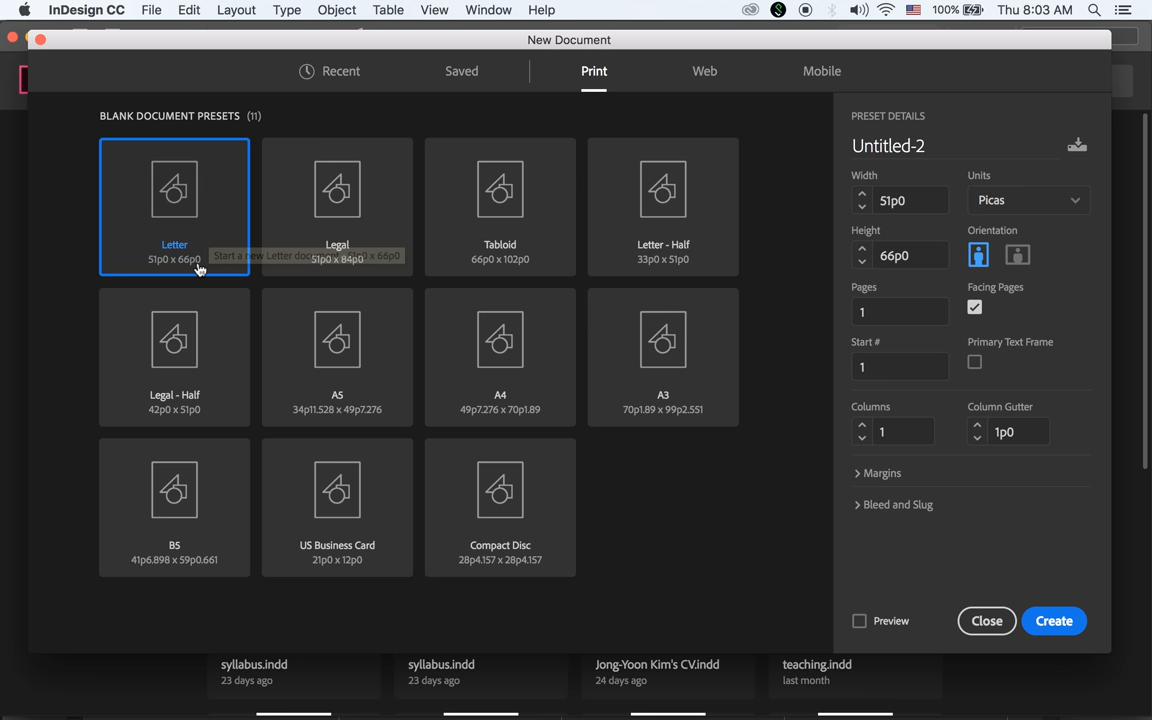 InDesign CC File Edit Layout Type Object Table View Window Help 100% Thu 8:03 AM
New Document
Recent Saved Print Web Mobile
BLANK DOCUMENT PRESETS (11)
Letter
51p0 x 66p0
Legal
51p0 x 84p0
Start a new Letter document - 51p0 x 66p0
Tabloid
66p0 x 102p0
Letter - Half
33p0 x 51p0
Legal - Half
42p0 x 51p0
A5
34p11.528 x 49p7.276
A4
49p7.276 x 70p1.89
A3
70p1.89 x 99p2.551
B5
41p6.898 x 59p0.661
US Business Card
21p0 x 12p0
Compact Disc
28p4.157 x 28p4.157
PRESET DETAILS
Untitled-2
Width Units
51p0 Picas
Height Orientation
66p0
Pages Facing Pages
1
Start # Primary Text Frame
1
Columns Column Gutter
1 1p0
Margins
Bleed and Slug
Preview Close Create
syllabus.indd
23 days ago
syllabus.indd
23 days ago
Jong-Yoon Kim's CV.indd
24 days ago
teaching.indd
last month